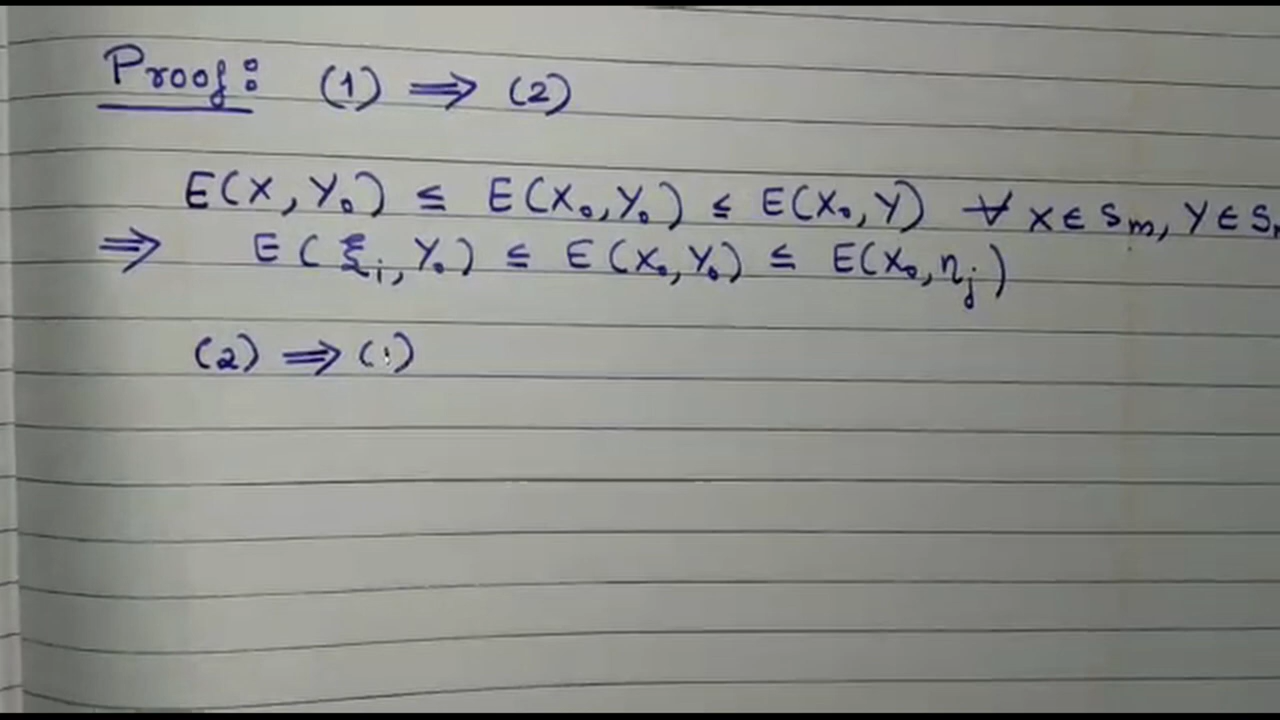 Proof: (1) ⟹ (2)
E(X, Y₀) ≤ E(X₀, Y₀) ≤ E(X₀, Y) ∀ X ∈ Sₘ, Y ∈ S
⟹ E(ξᵢ, Y₀) ≤ E(X₀, Y₀) ≤ E(X₀, ηⱼ)
(2) ⟹ (1)